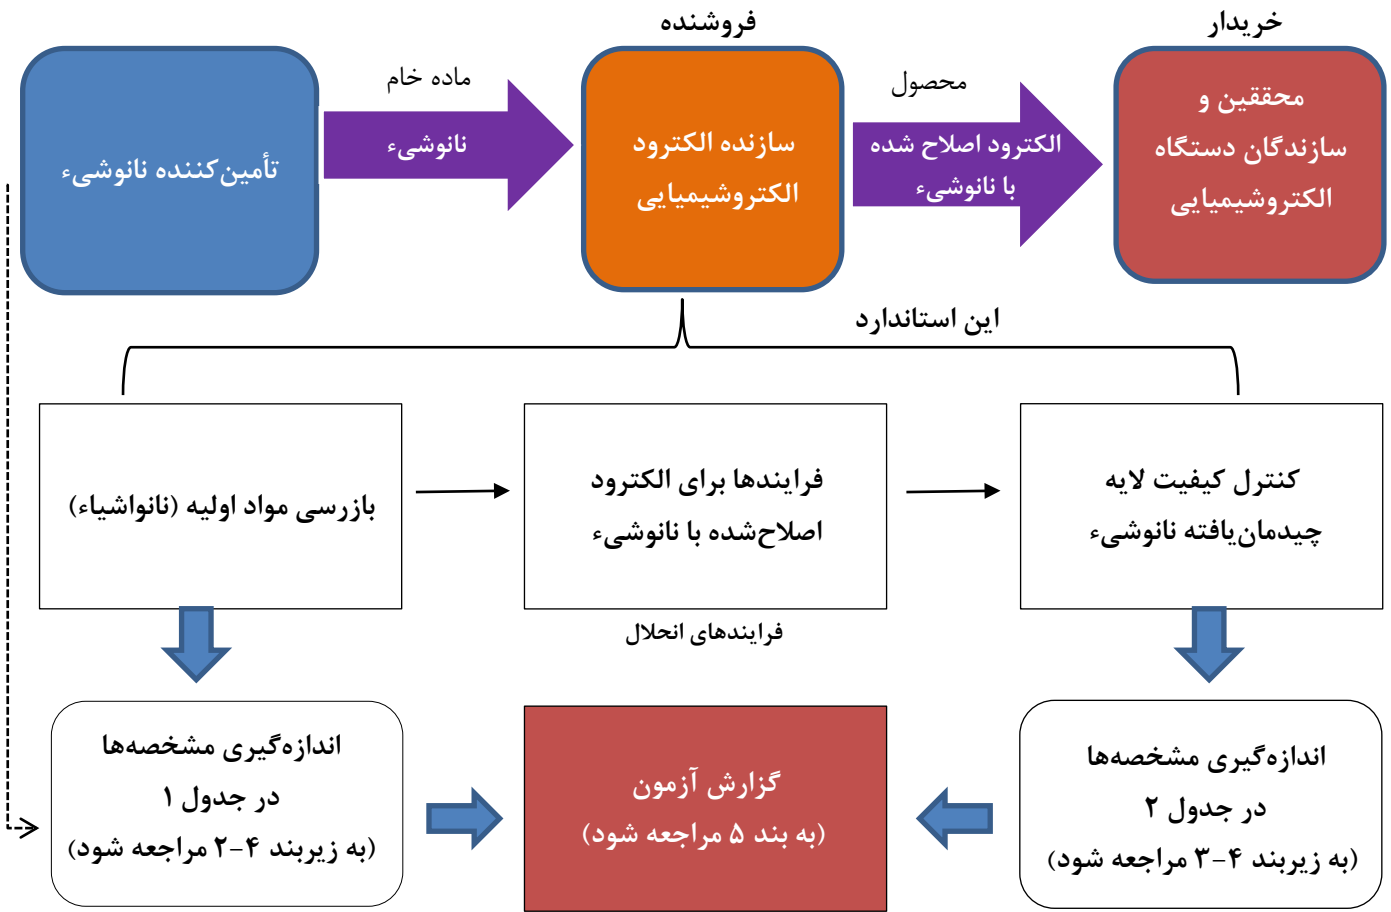 خریدار
فروشنده
محققین و
سازندگان دستگاه
الکتروشیمیایی
محصول
الکترود اصلاح شده
با نانوشیء
سازنده الکترود
الکتروشیمیایی
ماده خام
نانوشیء
تأمین‌کننده نانوشیء
این استاندارد
بازرسی مواد اولیه (نانواشیاء)
فرایندها برای الکترود
اصلاح‌شده با نانوشیء
کنترل کیفیت لایه
چیدمان‌یافته نانوشیء
فرایندهای انحلال
اندازه‌گیری مشخصه‌ها
در جدول ۱
(به زیربند ۴-۲ مراجعه شود)
گزارش آزمون
(به بند ۵ مراجعه شود)
اندازه‌گیری مشخصه‌ها
در جدول ۲
(به زیربند ۴-۳ مراجعه شود)